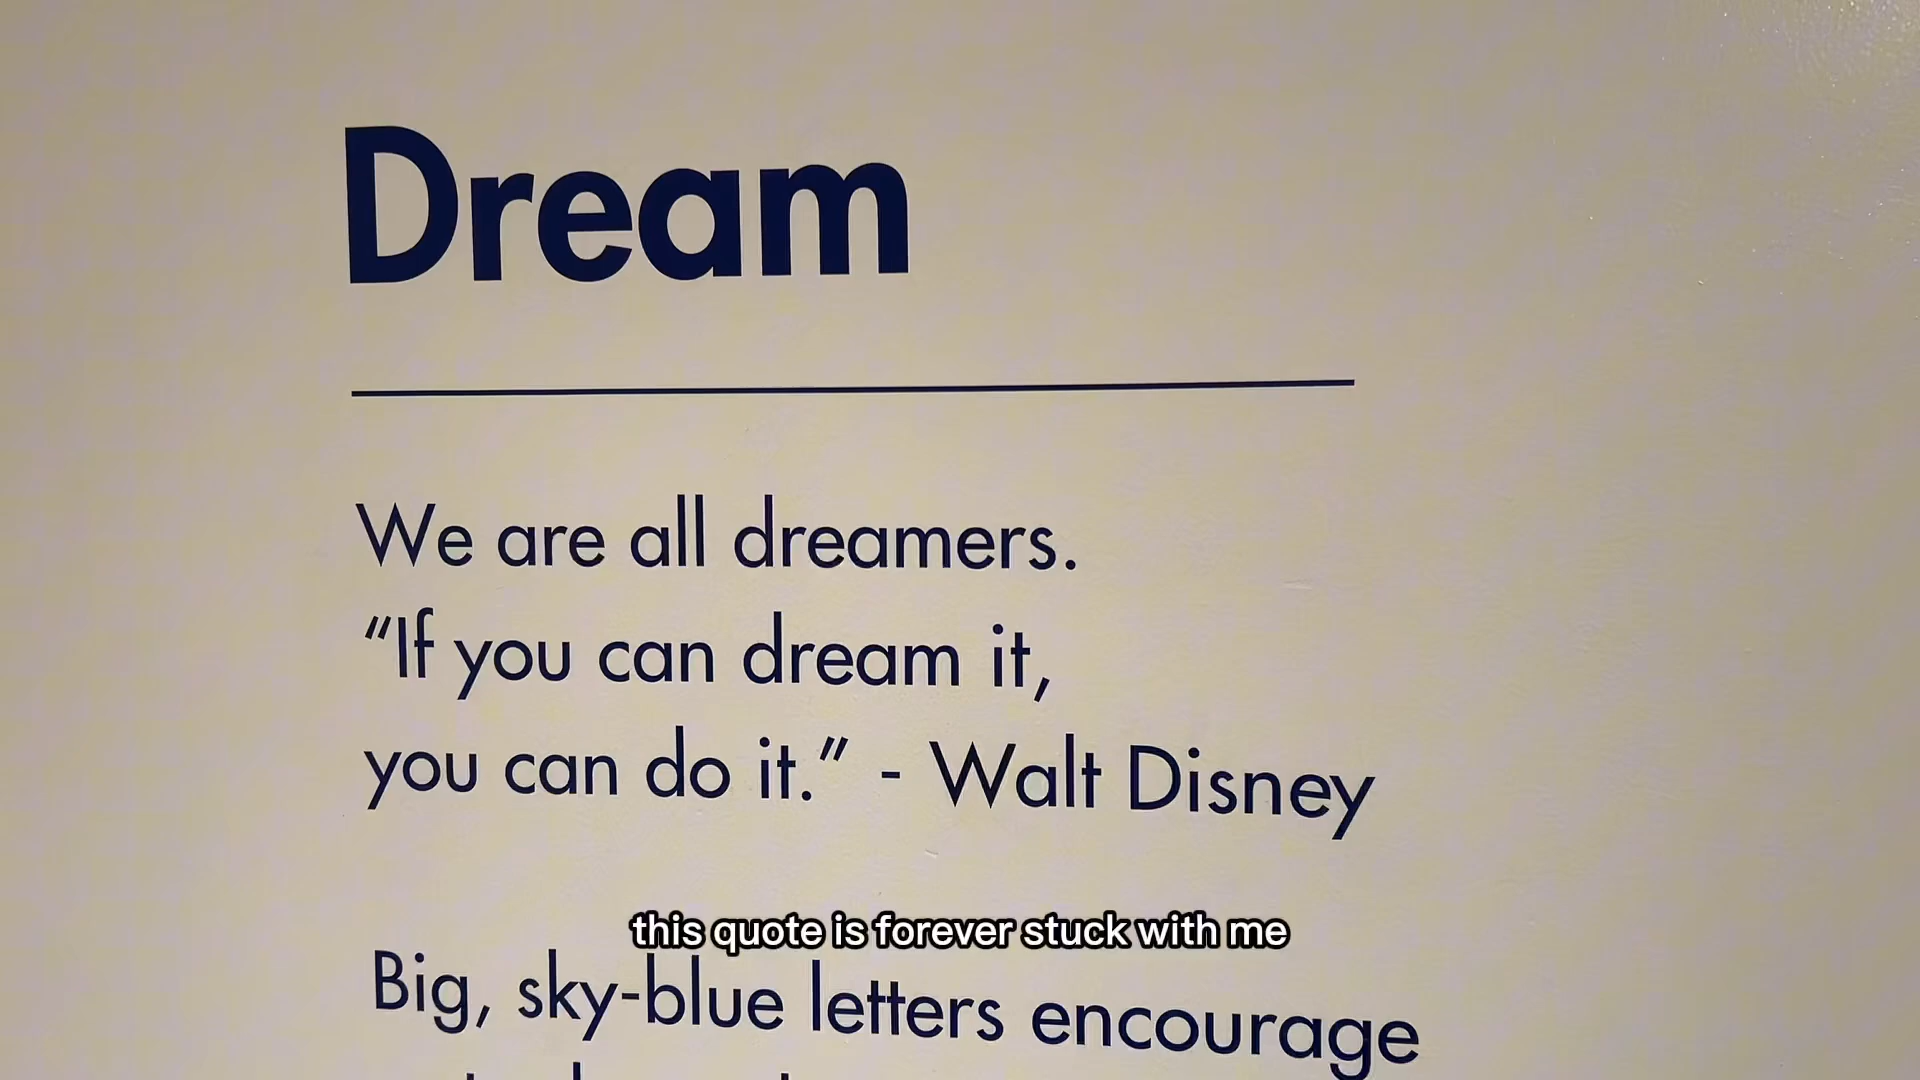 Dream
We are all dreamers.
“If you can dream it,
you can do it.” - Walt Disney
this quote is forever stuck with me
Big, sky-blue letters encourage